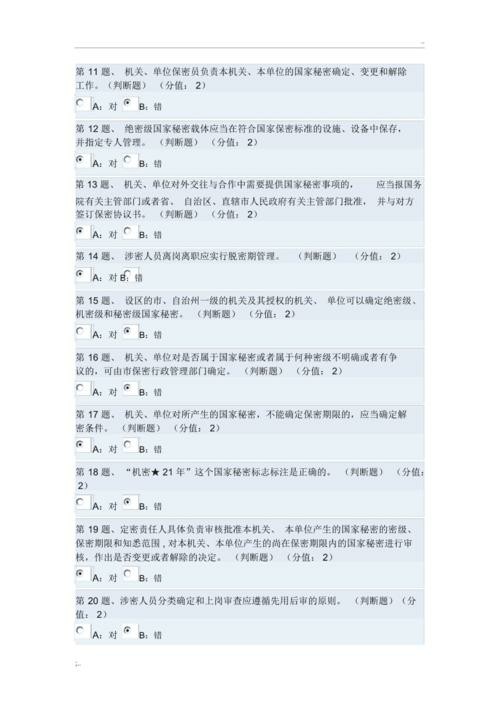 ..
第 11 题、 机关、单位保密员负责本机关、本单位的国家秘密确定、变更和解除
工作。（判断题） （分值： 2）
A：对 B：错
第 12 题、 绝密级国家秘密载体应当在符合国家保密标准的设施、设备中保存，
并指定专人管理。 （判断题） （分值： 2）
A：对 B：错
第 13 题、 机关、单位对外交往与合作中需要提供国家秘密事项的， 应当报国务
院有关主管部门或者省、 自治区、直辖市人民政府有关主管部门批准， 并与对方
签订保密协议书。 （判断题） （分值： 2）
A：对 B：错
第 14 题、 涉密人员离岗离职应实行脱密期管理。 （判断题） （分值： 2）
A：对 B：错
第 15 题、 设区的市、自治州一级的机关及其授权的机关、 单位可以确定绝密级、
机密级和秘密级国家秘密。 （判断题） （分值： 2）
A：对 B：错
第 16 题、 机关、单位对是否属于国家秘密或者属于何种密级不明确或者有争
议的，可由市保密行政管理部门确定。 （判断题） （分值： 2）
A：对 B：错
第 17 题、 机关、单位对所产生的国家秘密，不能确定保密期限的，应当确定解
密条件。 （判断题） （分值： 2）
A：对 B：错
第 18 题、 “机密★ 21 年”这个国家秘密标志标注是正确的。 （判断题） （分值：
2）
A：对 B：错
第 19 题、定密责任人具体负责审核批准本机关、 本单位产生的国家秘密的密级、
保密期限和知悉范围 , 对本机关、本单位产生的尚在保密期限内的国家秘密进行审
核，作出是否变更或者解除的决定。 （判断题） （分值： 2）
A：对 B：错
第 20 题、涉密人员分类确定和上岗审查应遵循先用后审的原则。 （判断题）（分
值： 2）
A：对 B：错
;..